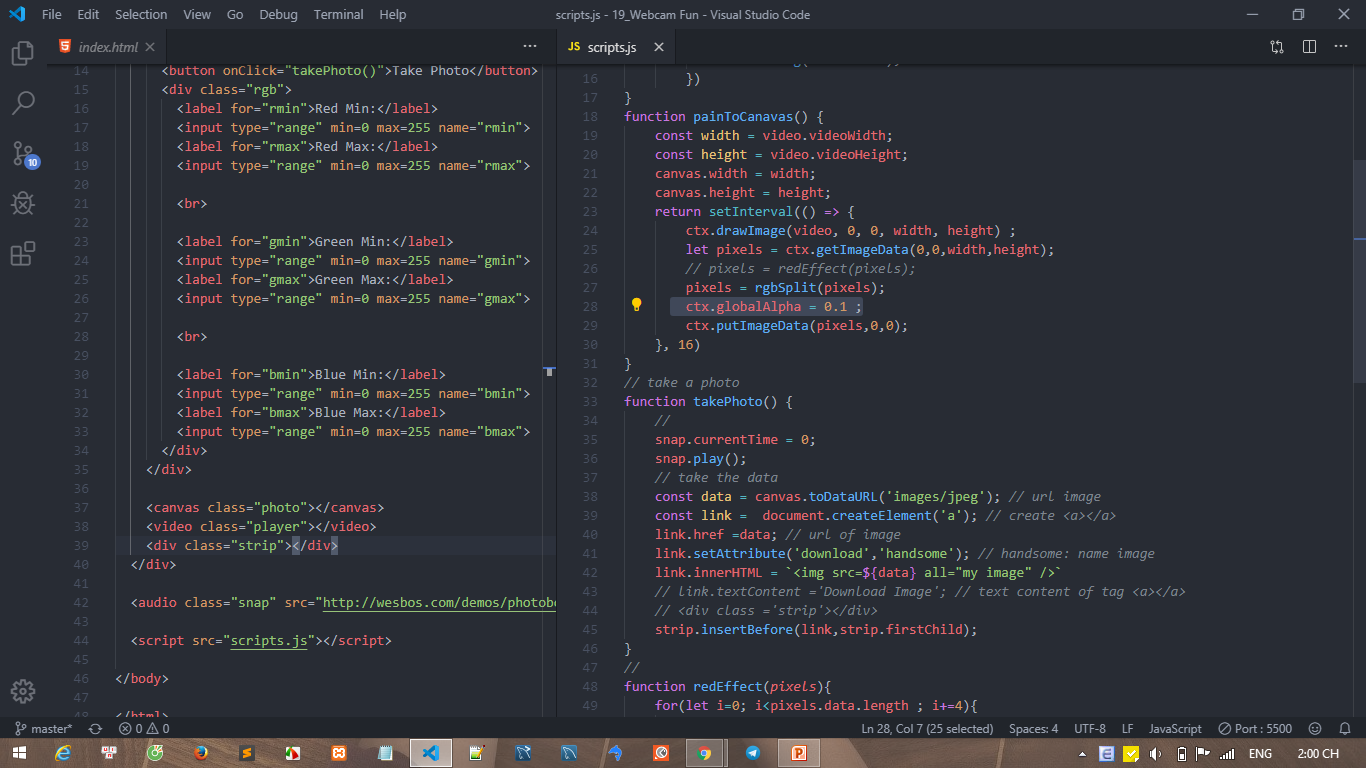 File Edit Selection View Go Debug Terminal Help
scripts.js - 19_Webcam Fun - Visual Studio Code
index.html
JS scripts.js
14 <button onClick="takePhoto()">Take Photo</button>
15 <div class="rgb">
16 <label for="rmin">Red Min:</label>
17 <input type="range" min=0 max=255 name="rmin">
18 <label for="rmax">Red Max:</label>
19 <input type="range" min=0 max=255 name="rmax">
20
21 <br>
22
23 <label for="gmin">Green Min:</label>
24 <input type="range" min=0 max=255 name="gmin">
25 <label for="gmax">Green Max:</label>
26 <input type="range" min=0 max=255 name="gmax">
27
28 <br>
29
30 <label for="bmin">Blue Min:</label>
31 <input type="range" min=0 max=255 name="bmin">
32 <label for="bmax">Blue Max:</label>
33 <input type="range" min=0 max=255 name="bmax">
34 </div>
35 </div>
36
37 <canvas class="photo"></canvas>
38 <video class="player"></video>
39 <div class="strip"></div>
40 </div>
41
42 <audio class="snap" src="http://wesbos.com/demos/photobo
43
44 <script src="scripts.js"></script>
45
46 </body>
47
48 </html>
16 })
17 }
18 function painToCanavas() {
19 const width = video.videoWidth;
20 const height = video.videoHeight;
21 canvas.width = width;
22 canvas.height = height;
23 return setInterval(() => {
24 ctx.drawImage(video, 0, 0, width, height) ;
25 let pixels = ctx.getImageData(0,0,width,height);
26 // pixels = redEffect(pixels);
27 pixels = rgbSplit(pixels);
28 ctx.globalAlpha = 0.1 ;
29 ctx.putImageData(pixels,0,0);
30 }, 16)
31 }
32 // take a photo
33 function takePhoto() {
34 //
35 snap.currentTime = 0;
36 snap.play();
37 // take the data
38 const data = canvas.toDataURL('images/jpeg'); // url image
39 const link =  document.createElement('a'); // create <a></a>
40 link.href =data; // url of image
41 link.setAttribute('download','handsome'); // handsome: name image
42 link.innerHTML = `<img src=${data} all="my image" />`
43 // link.textContent ='Download Image'; // text content of tag <a></a>
44 // <div class ='strip'></div>
45 strip.insertBefore(link,strip.firstChild);
46 }
47 //
48 function redEffect(pixels){
49 for(let i=0; i<pixels.data.length ; i+=4){
10
master* 0 0 Ln 28, Col 7 (25 selected) Spaces: 4 UTF-8 LF JavaScript Port : 5500
ENG 2:00 CH